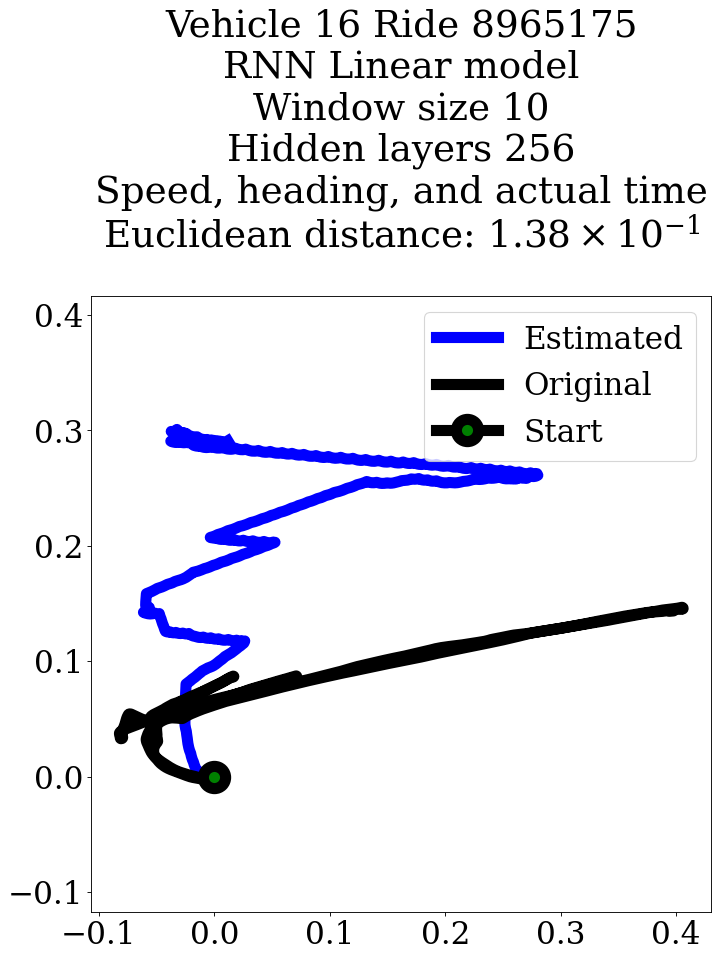 Vehicle 16 Ride 8965175
RNN Linear model
Window size 10
Hidden layers 256
Speed, heading, and actual time
Euclidean distance: 1.38 × 10⁻¹
Estimated
Original
Start
0.4
0.3
0.2
0.1
0.0
−0.1
−0.1 0.0 0.1 0.2 0.3 0.4